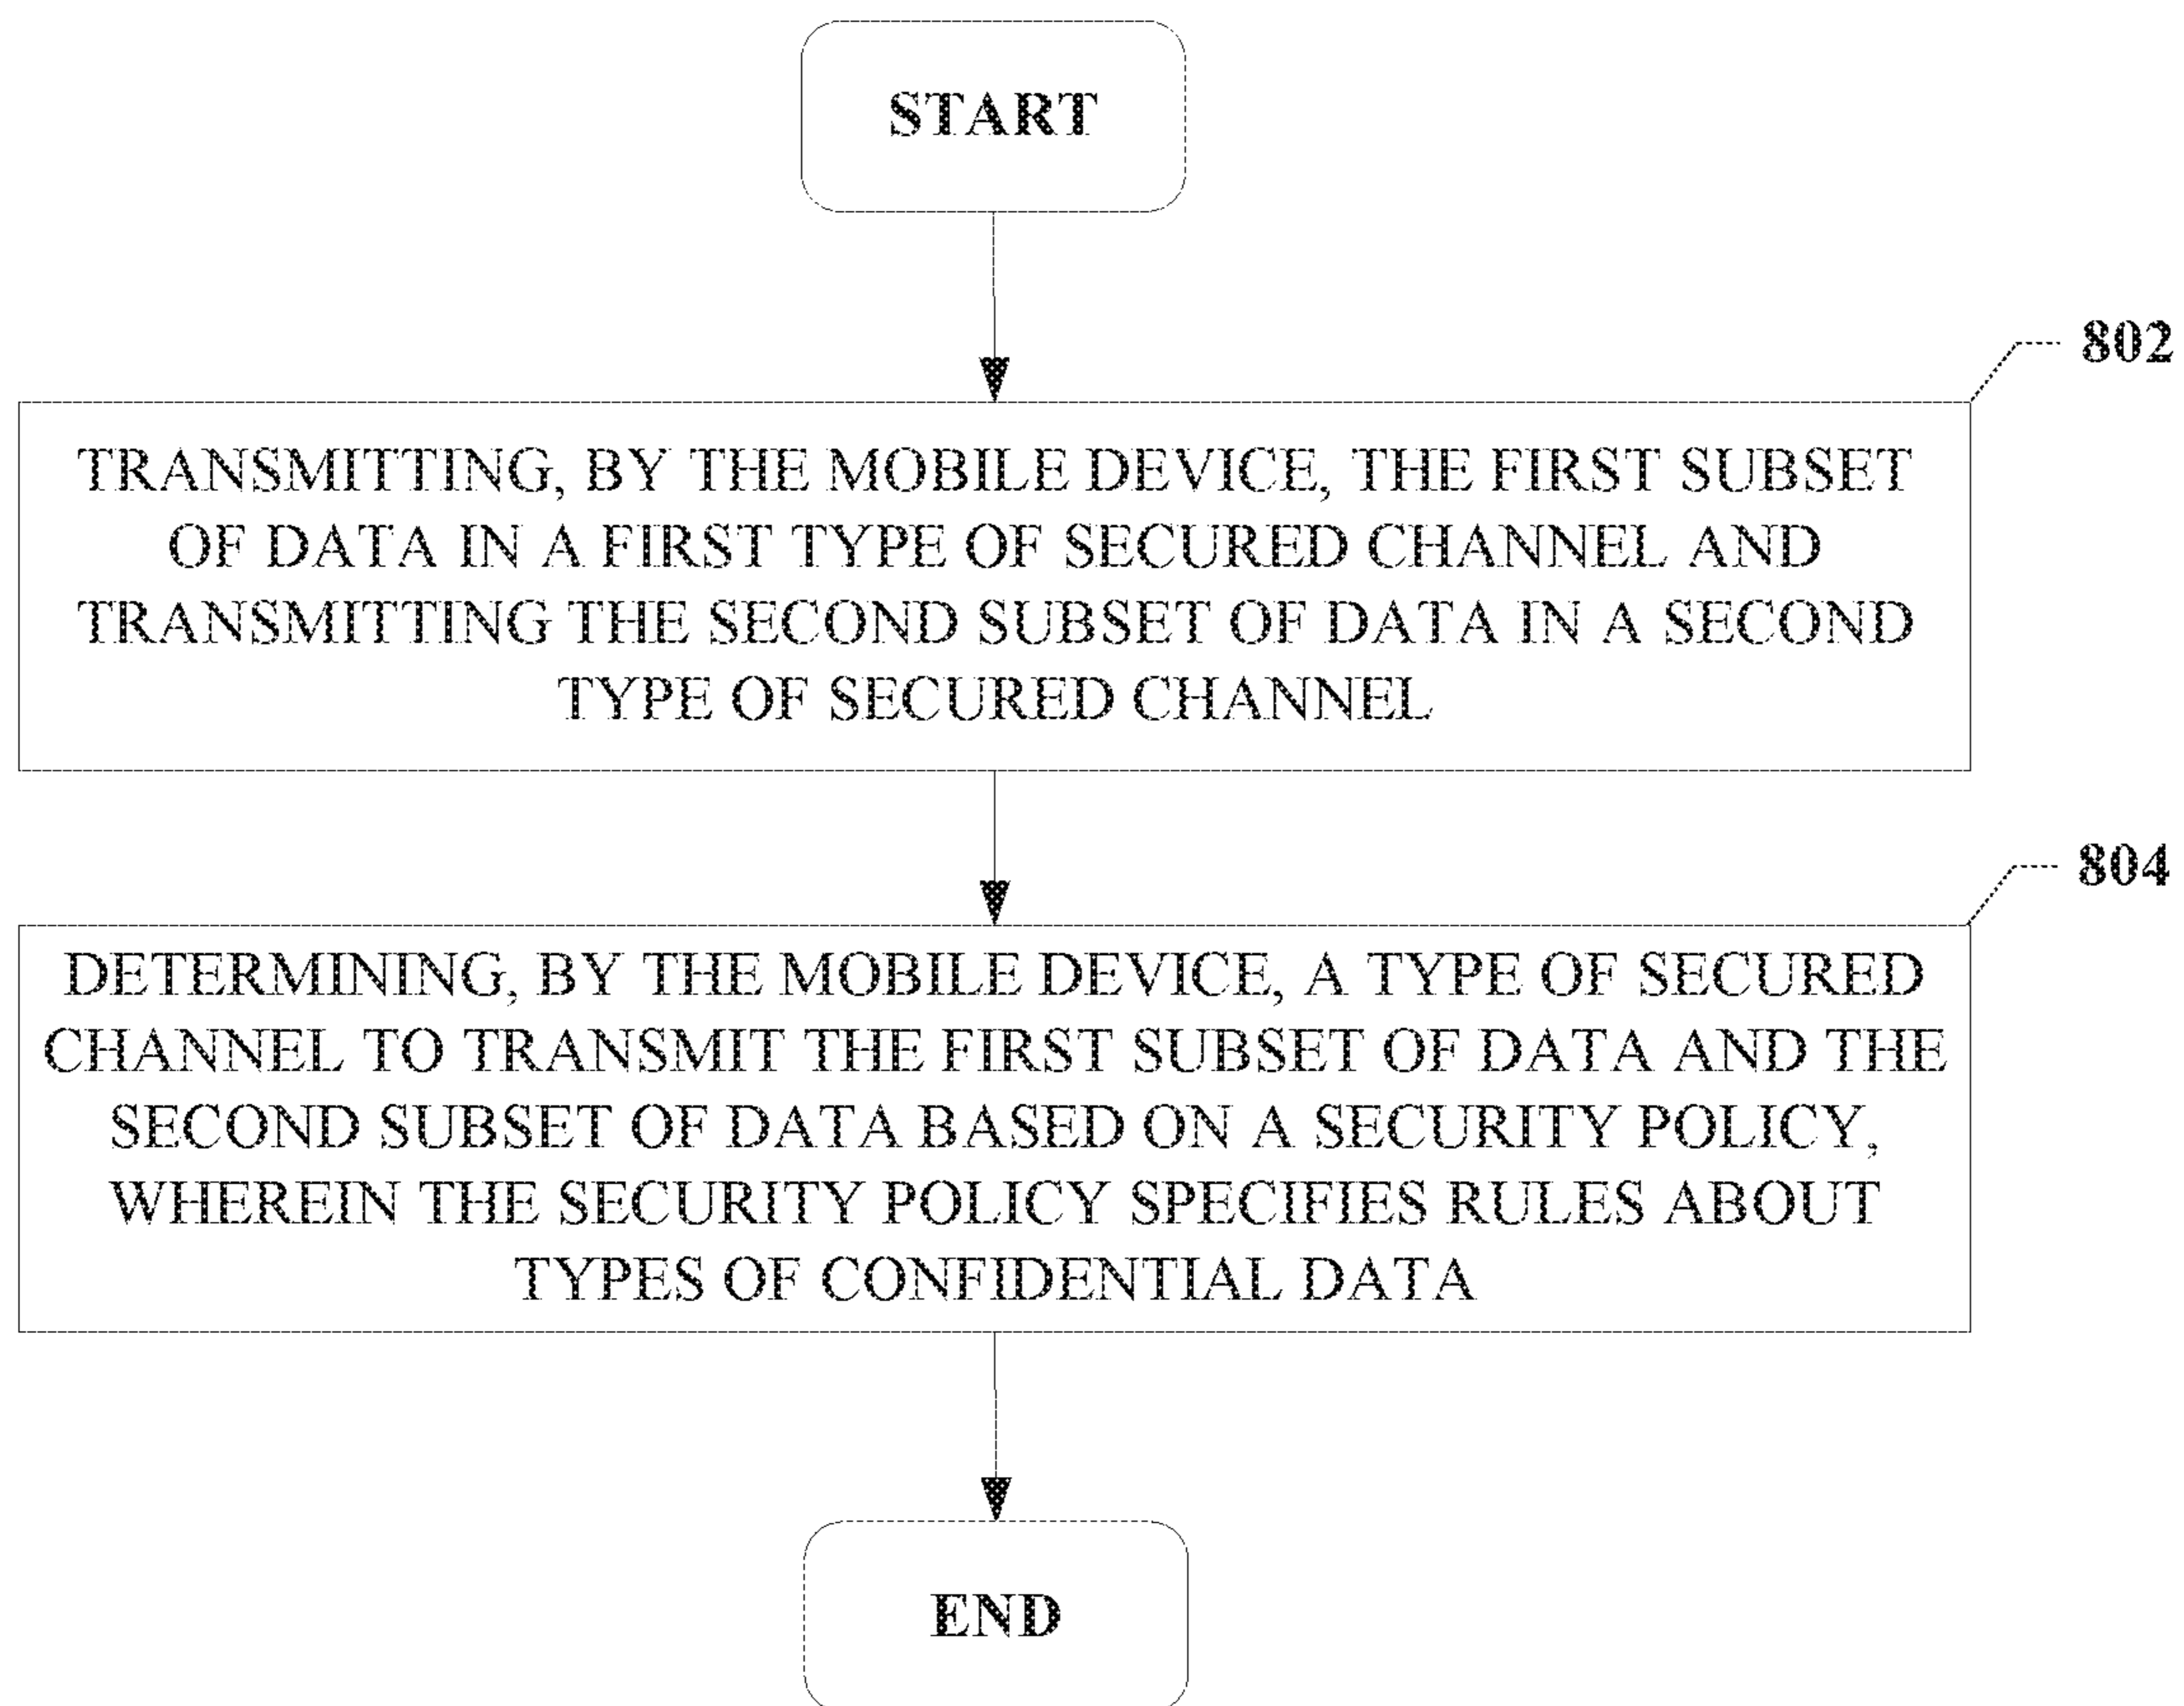 START
802
TRANSMITTING, BY THE MOBILE DEVICE, THE FIRST SUBSET
OF DATA IN A FIRST TYPE OF SECURED CHANNEL AND
TRANSMITTING THE SECOND SUBSET OF DATA IN A SECOND
TYPE OF SECURED CHANNEL
804
DETERMINING, BY THE MOBILE DEVICE, A TYPE OF SECURED
CHANNEL TO TRANSMIT THE FIRST SUBSET OF DATA AND THE
SECOND SUBSET OF DATA BASED ON A SECURITY POLICY,
WHEREIN THE SECURITY POLICY SPECIFIES RULES ABOUT
TYPES OF CONFIDENTIAL DATA
END